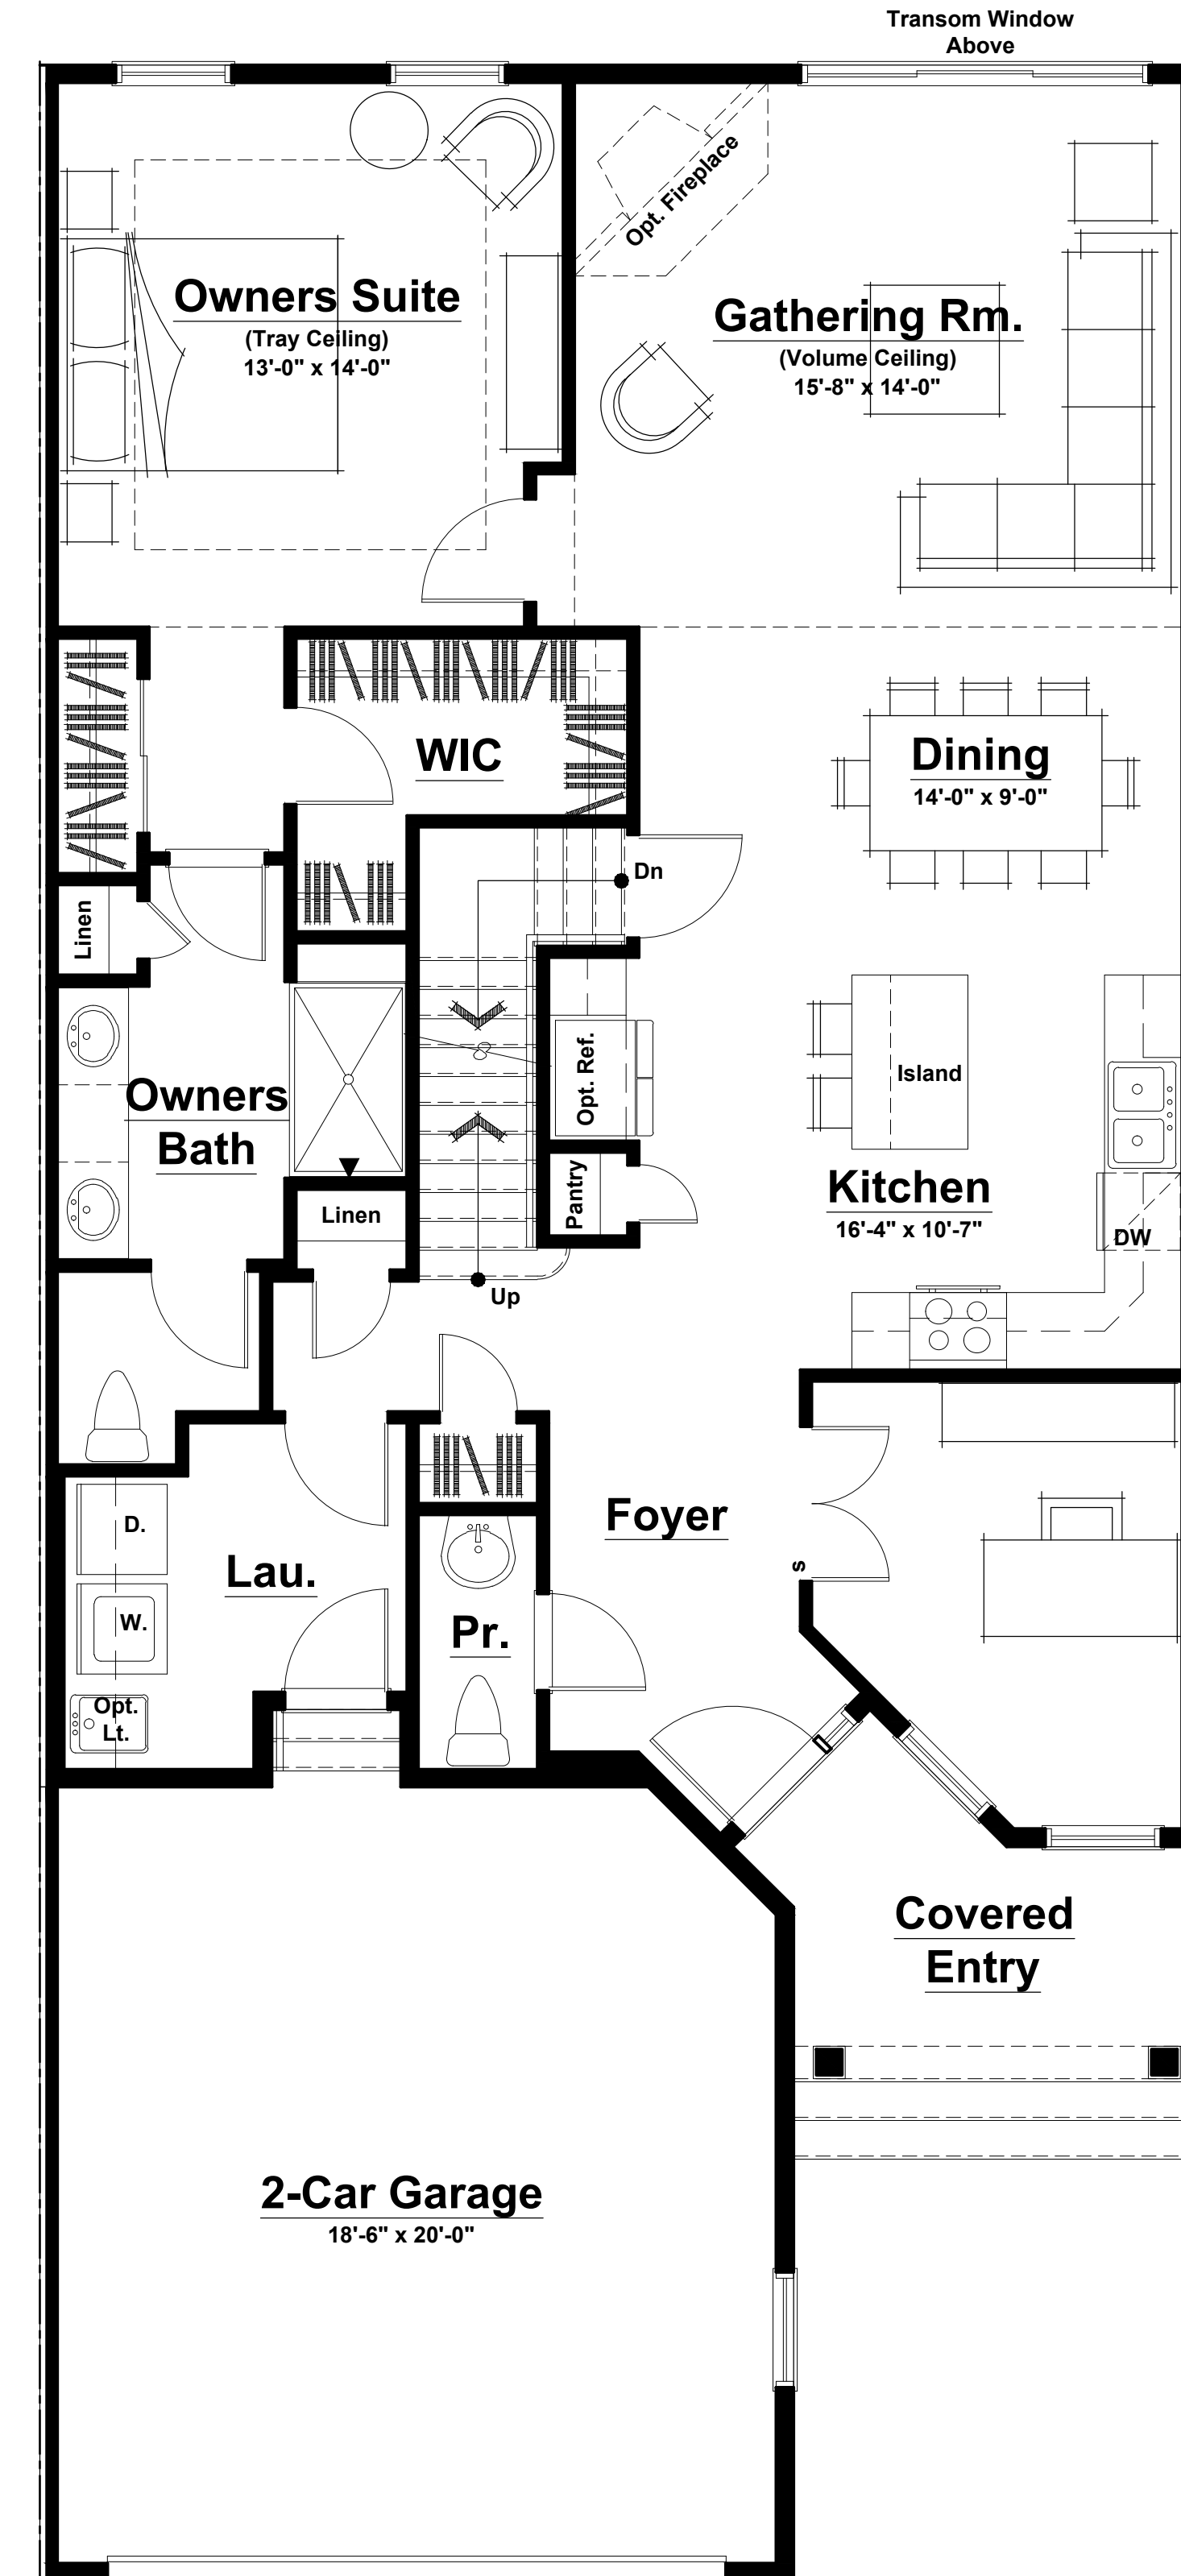 Transom Window
Above
Opt. Fireplace
Owners Suite
(Tray Ceiling)
13'-0" x 14'-0"
Gathering Rm.
(Volume Ceiling)
15'-8" x 14'-0"
WIC
Dining
14'-0" x 9'-0"
Dn
Linen
Opt. Ref.
Island
Owners
Bath
Pantry
Kitchen
16'-4" x 10'-7"
Linen
DW
Up
D.
Foyer
Lau.
s
W.
Pr.
Opt.
Lt.
Covered
Entry
2-Car Garage
18'-6" x 20'-0"